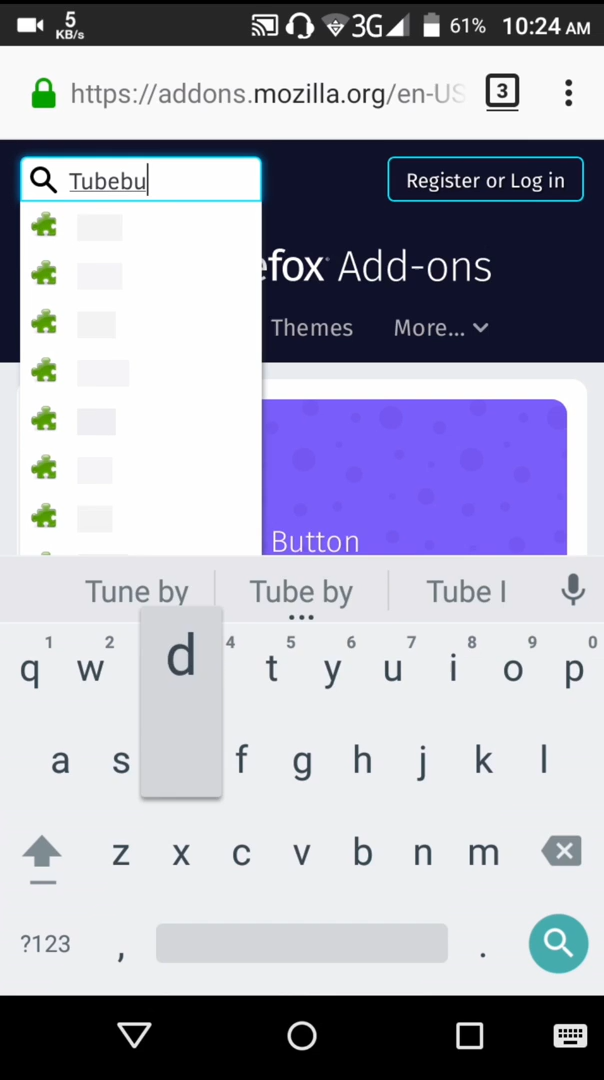 5 KB/s 3G 61% 10:24 AM
https://addons.mozilla.org/en-US 3
Tubebu Register or Log in
efox Add-ons
Themes More...
Button
Tune by Tube by Tube I
1 2 4 5 6 7 8 9 0
q w d t y u i o p
a s f g h j k l
z x c v b n m
?123 , .